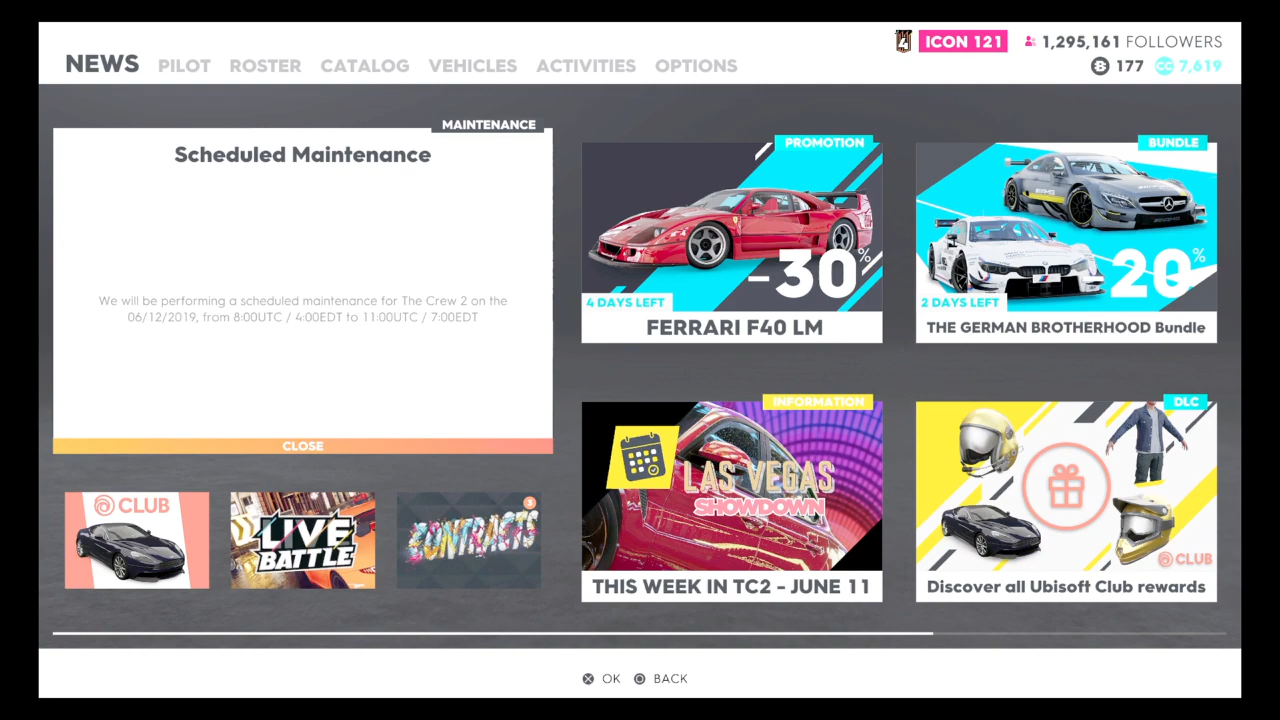 ICON 121
1,295,161 FOLLOWERS
NEWS PILOT ROSTER CATALOG VEHICLES ACTIVITIES OPTIONS
177 CC 7,619
MAINTENANCE
Scheduled Maintenance
We will be performing a scheduled maintenance for The Crew 2 on the
06/12/2019, from 8:00UTC / 4:00EDT to 11:00UTC / 7:00EDT
CLOSE
PROMOTION
-30%
4 DAYS LEFT
FERRARI F40 LM
BUNDLE
20%
2 DAYS LEFT
THE GERMAN BROTHERHOOD Bundle
CLUB
LIVE
BATTLE
CONTRACTS
3
INFORMATION
LAS VEGAS
SHOWDOWN
THIS WEEK IN TC2 - JUNE 11
DLC
CLUB
Discover all Ubisoft Club rewards
OK BACK